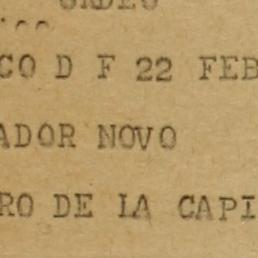 CO D F 22 FEB
ADOR NOVO
RO DE LA CAPI